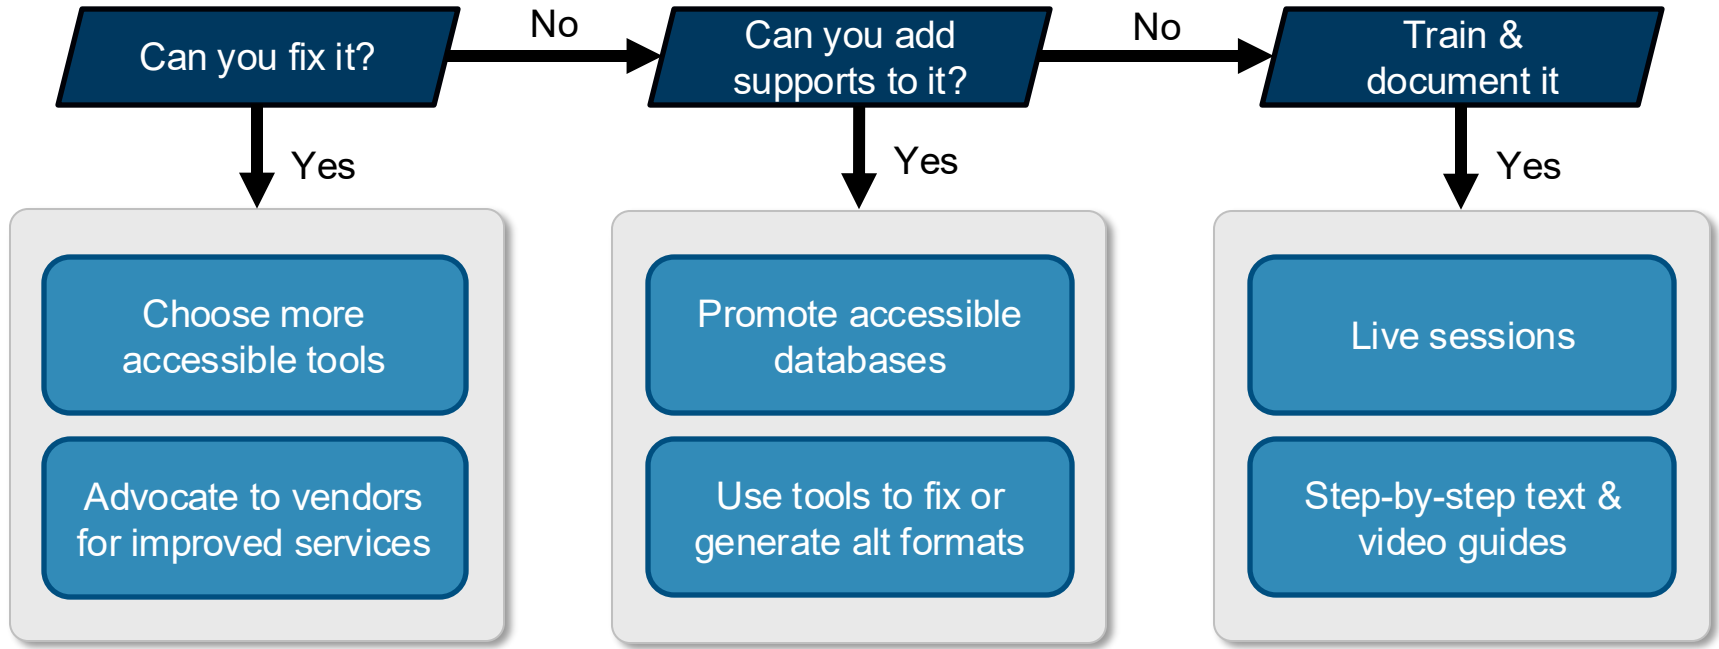 Can you fix it?
No
Can you add
supports to it?
No
Train &
document it
Yes
Yes
Yes
Choose more
accessible tools
Advocate to vendors
for improved services
Promote accessible
databases
Use tools to fix or
generate alt formats
Live sessions
Step-by-step text &
video guides